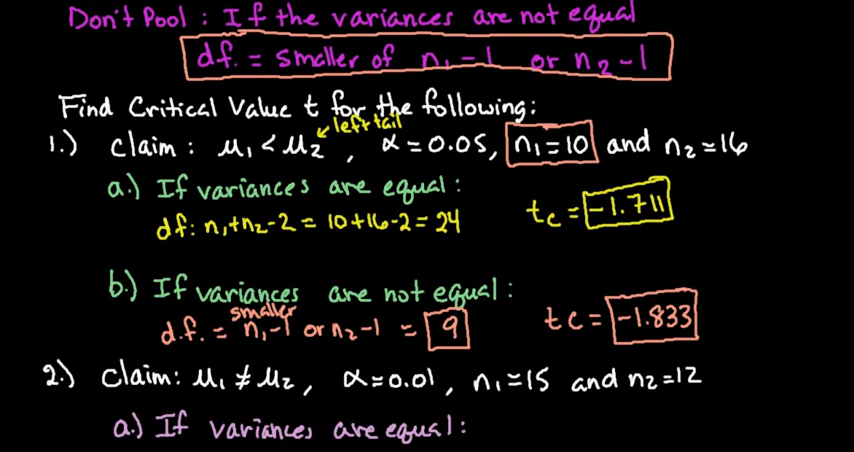 Don't Pool : If the variances are not equal
d.f. = smaller of n₁-1 or n₂-1
Find Critical Value t for the following:
left tail
1.) claim : μ₁ < μ₂ , α = 0.05, n₁=10 and n₂=16
a.) If variances are equal :
df: n₁+n₂-2 = 10+16-2 = 24
tc = -1.711
b.) If variances are not equal :
smaller
d.f. = n₁-1 or n₂-1 = 9
tc = -1.833
2.) claim: μ₁ ≠ μ₂ , α=0.01 , n₁=15 and n₂=12
a.) If variances are equal :